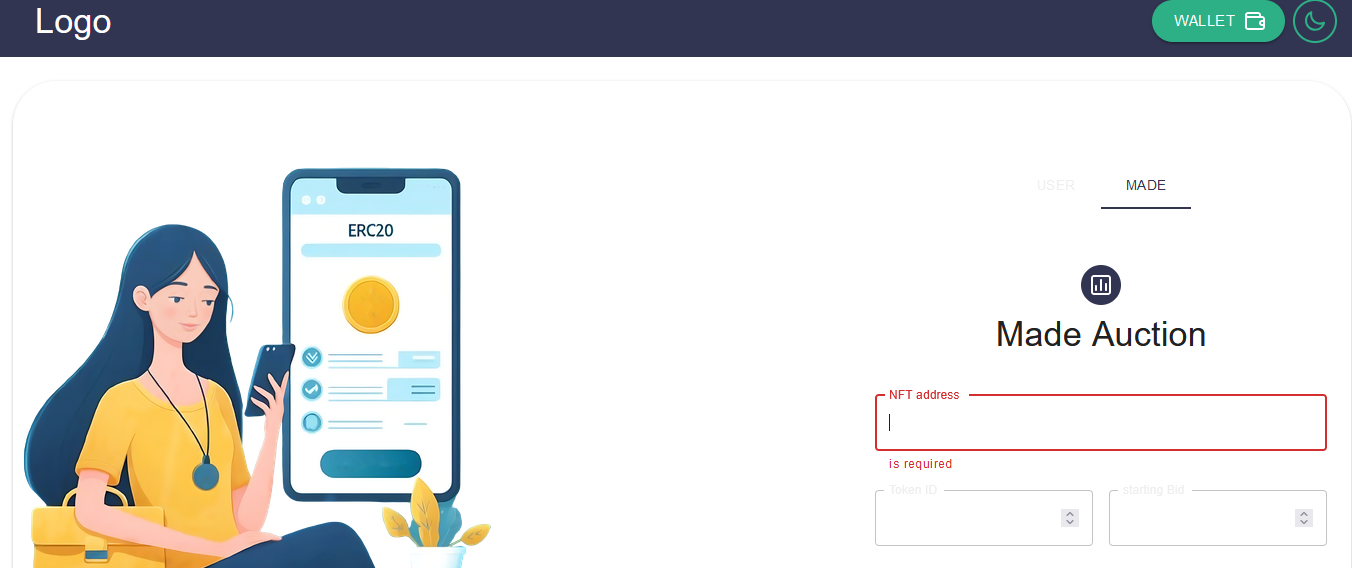 Logo
WALLET
USER
MADE
ERC20
Made Auction
NFT address
is required
Token ID
starting Bid